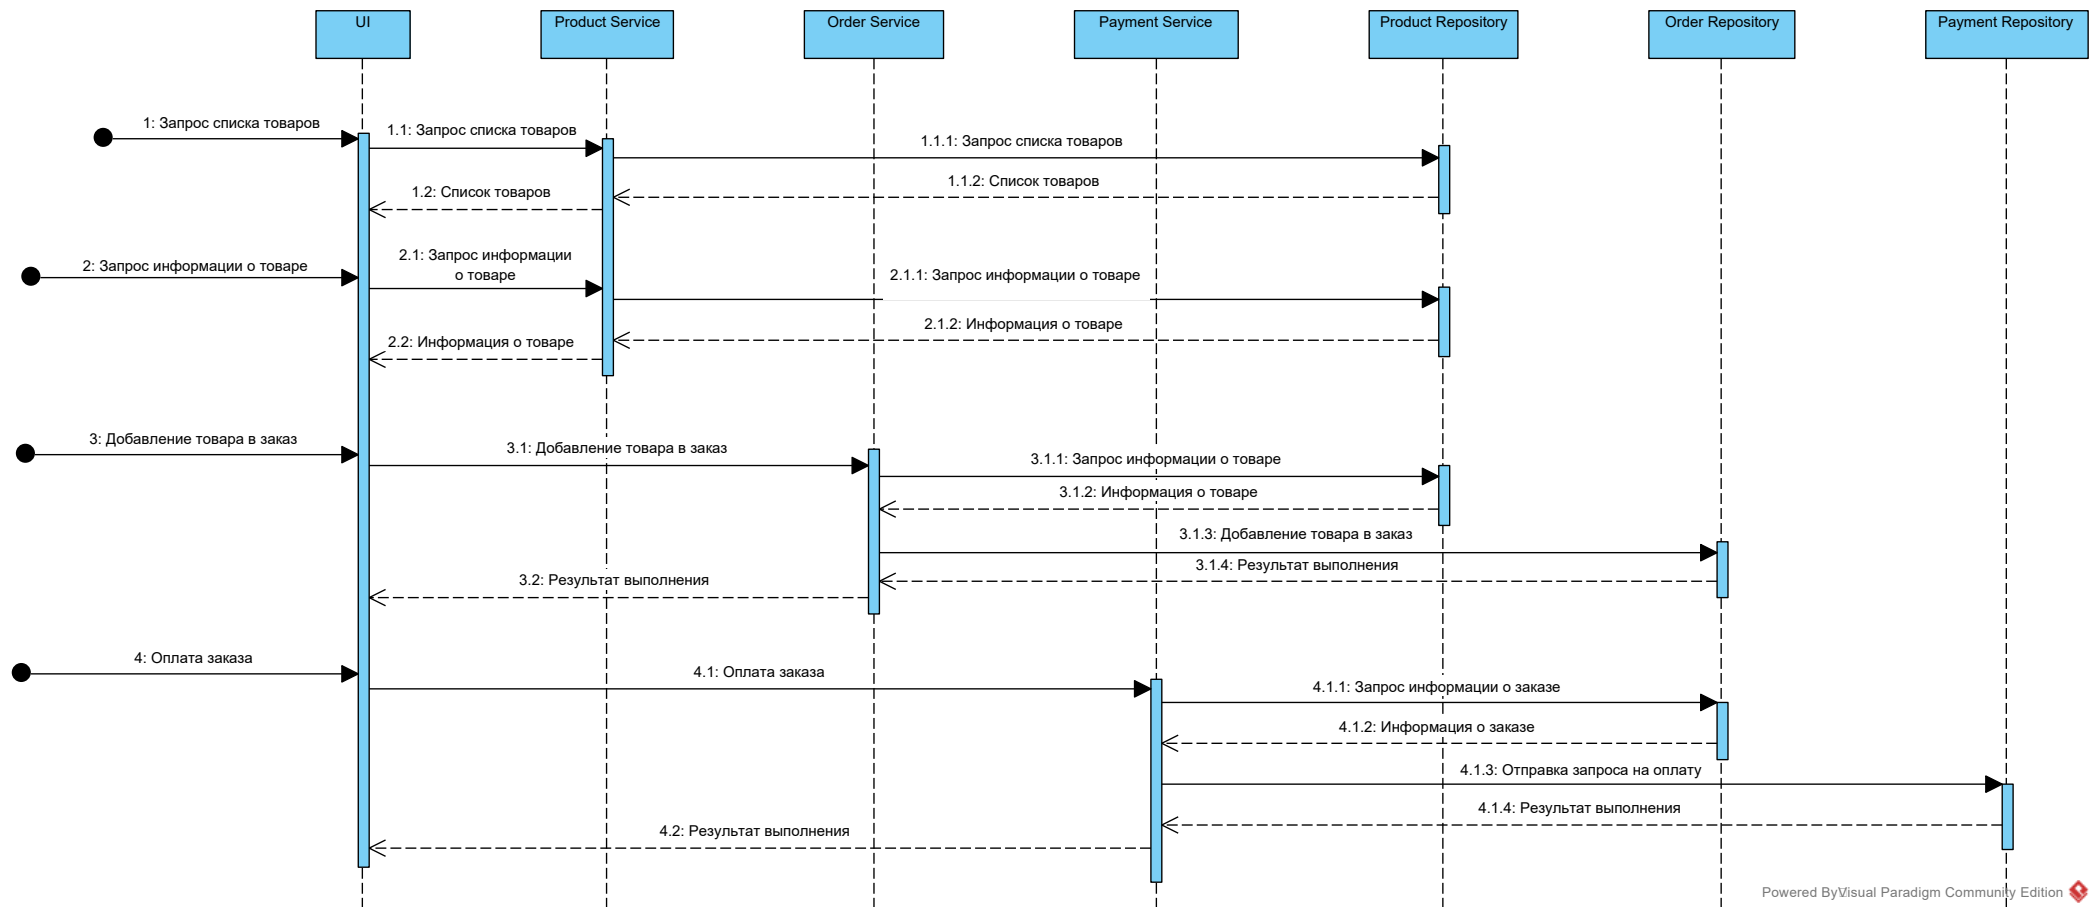 UI
Product Service
Order Service
Payment Service
Product Repository
Order Repository
Payment Repository
1: Запрос списка товаров
1.1: Запрос списка товаров
1.1.1: Запрос списка товаров
1.1.2: Список товаров
1.2: Список товаров
2: Запрос информации о товаре
2.1: Запрос информации
о товаре
2.1.1: Запрос информации о товаре
2.1.2: Информация о товаре
2.2: Информация о товаре
3: Добавление товара в заказ
3.1: Добавление товара в заказ
3.1.1: Запрос информации о товаре
3.1.2: Информация о товаре
3.1.3: Добавление товара в заказ
3.1.4: Результат выполнения
3.2: Результат выполнения
4: Оплата заказа
4.1: Оплата заказа
4.1.1: Запрос информации о заказе
4.1.2: Информация о заказе
4.1.3: Отправка запроса на оплату
4.1.4: Результат выполнения
4.2: Результат выполнения
Powered By Visual Paradigm Community Edition